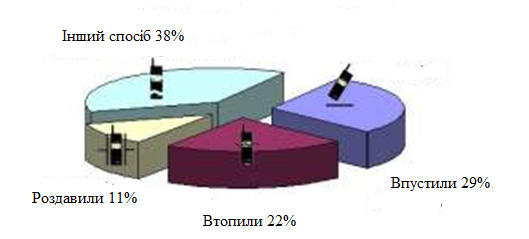 Інший спосіб 38%
Впустили 29%
Роздавили 11%
Втопили 22%